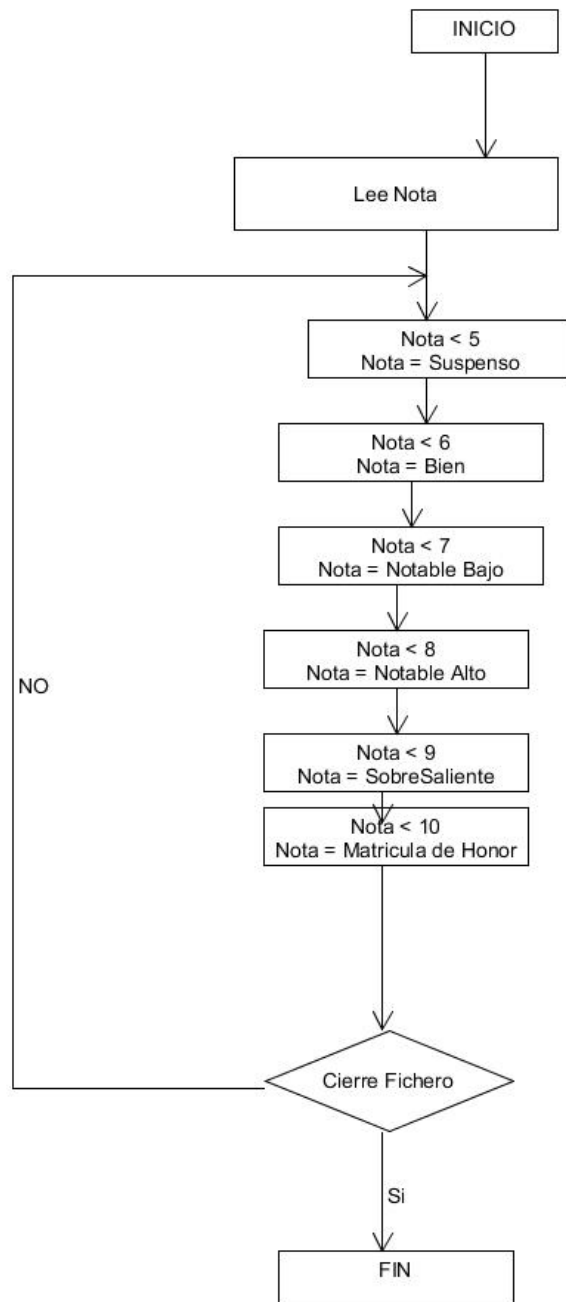 INICIO
Lee Nota
Nota < 5
Nota = Suspenso
Nota < 6
Nota = Bien
Nota < 7
Nota = Notable Bajo
Nota < 8
Nota = Notable Alto
NO
Nota < 9
Nota = SobreSaliente
Nota < 10
Nota = Matricula de Honor
Cierre Fichero
Si
FIN